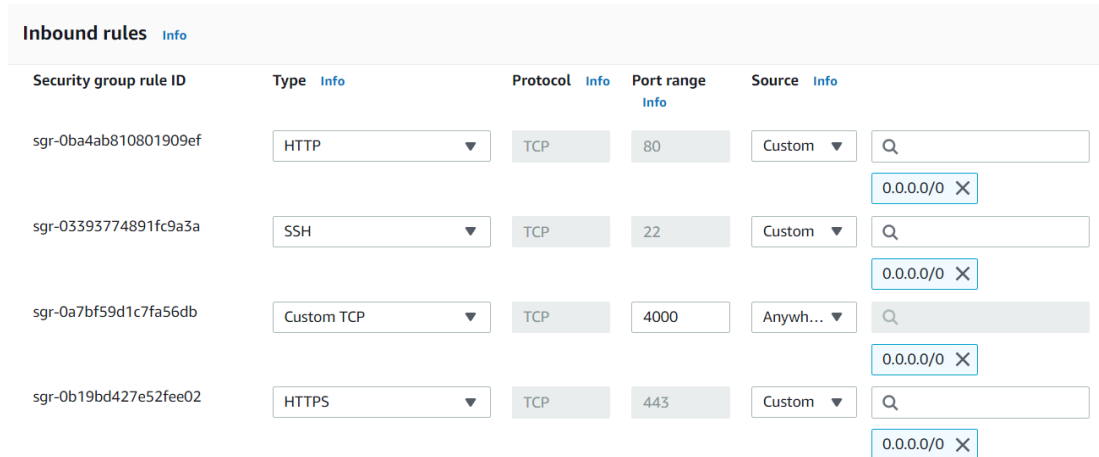 Inbound rules Info
Security group rule ID Type Info Protocol Info Port range Info Source Info
sgr-0ba4ab810801909ef HTTP TCP 80 Custom
0.0.0.0/0
sgr-03393774891fc9a3a SSH TCP 22 Custom
0.0.0.0/0
sgr-0a7bf59d1c7fa56db Custom TCP TCP 4000 Anywh...
0.0.0.0/0
sgr-0b19bd427e52fee02 HTTPS TCP 443 Custom
0.0.0.0/0